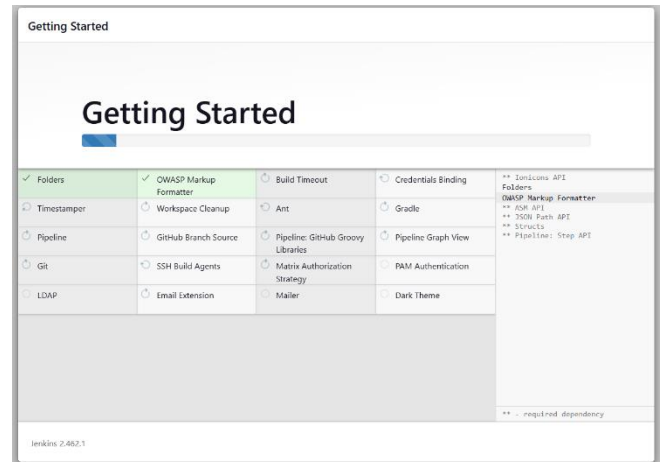 Getting Started
Getting Started
Folders
OWASP Markup
Formatter
Build Timeout
Credentials Binding
Timestamper
Workspace Cleanup
Ant
Gradle
Pipeline
GitHub Branch Source
Pipeline: GitHub Groovy
Libraries
Pipeline Graph View
Git
SSH Build Agents
Matrix Authorization
Strategy
PAM Authentication
LDAP
Email Extension
Mailer
Dark Theme
** Ionicons API
Folders
OWASP Markup Formatter
** ASM API
** JSON Path API
** Structs
** Pipeline: Step API
** - required dependency
Jenkins 2.462.1